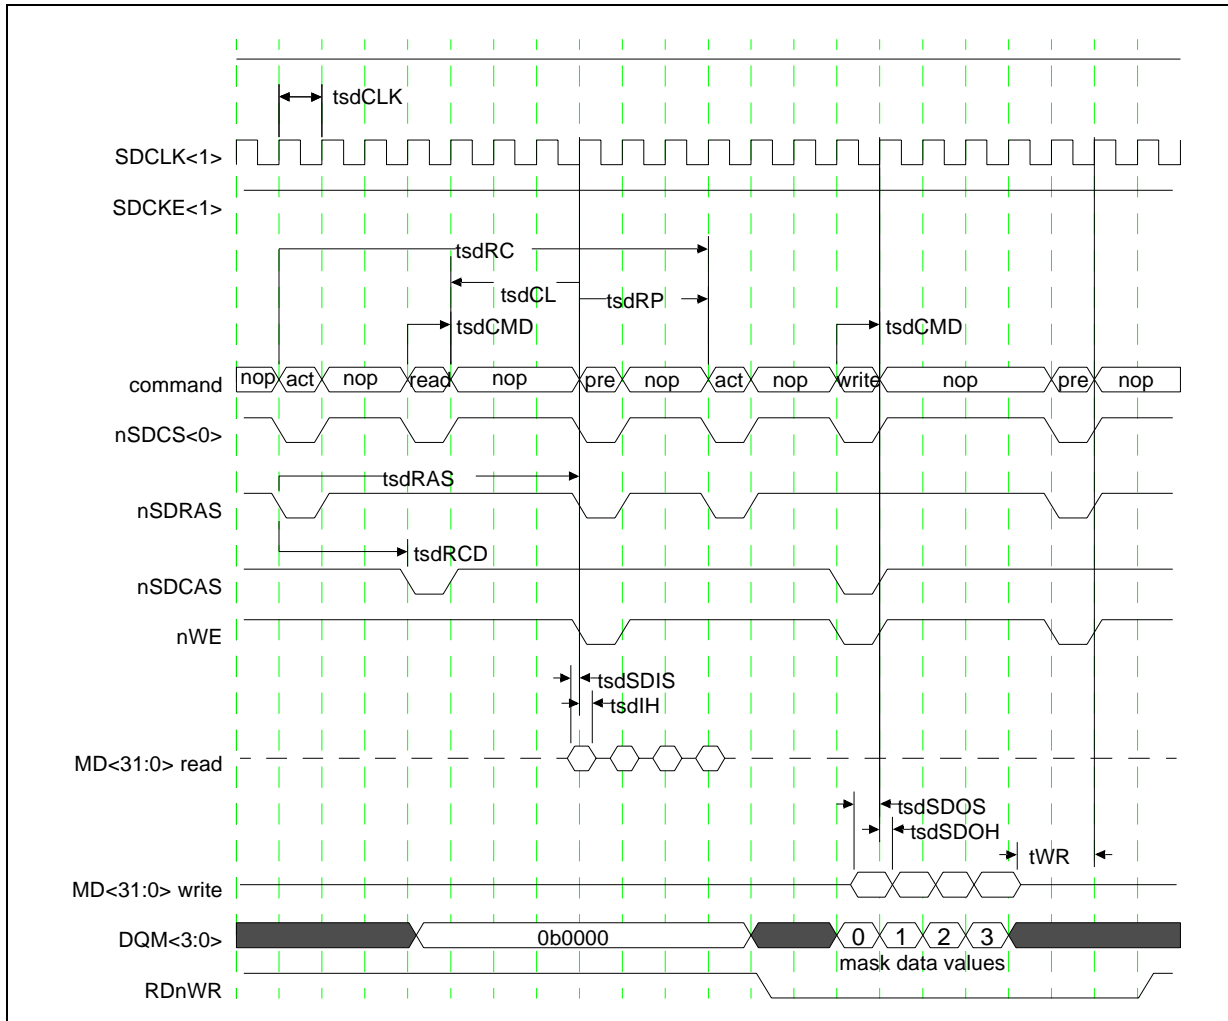 tsdCLK
SDCLK<1>
SDCKE<1>
tsdRC
tsdCL
tsdRP
tsdCMD
tsdCMD
command nop act nop read nop pre nop act nop write nop pre nop
nSDCS<0>
tsdRAS
nSDRAS
tsdRCD
nSDCAS
nWE
tsdSDIS
tsdIH
MD<31:0> read
tsdSDOS
tsdSDOH
tWR
MD<31:0> write
DQM<3:0> 0b0000 0 1 2 3
mask data values
RDnWR